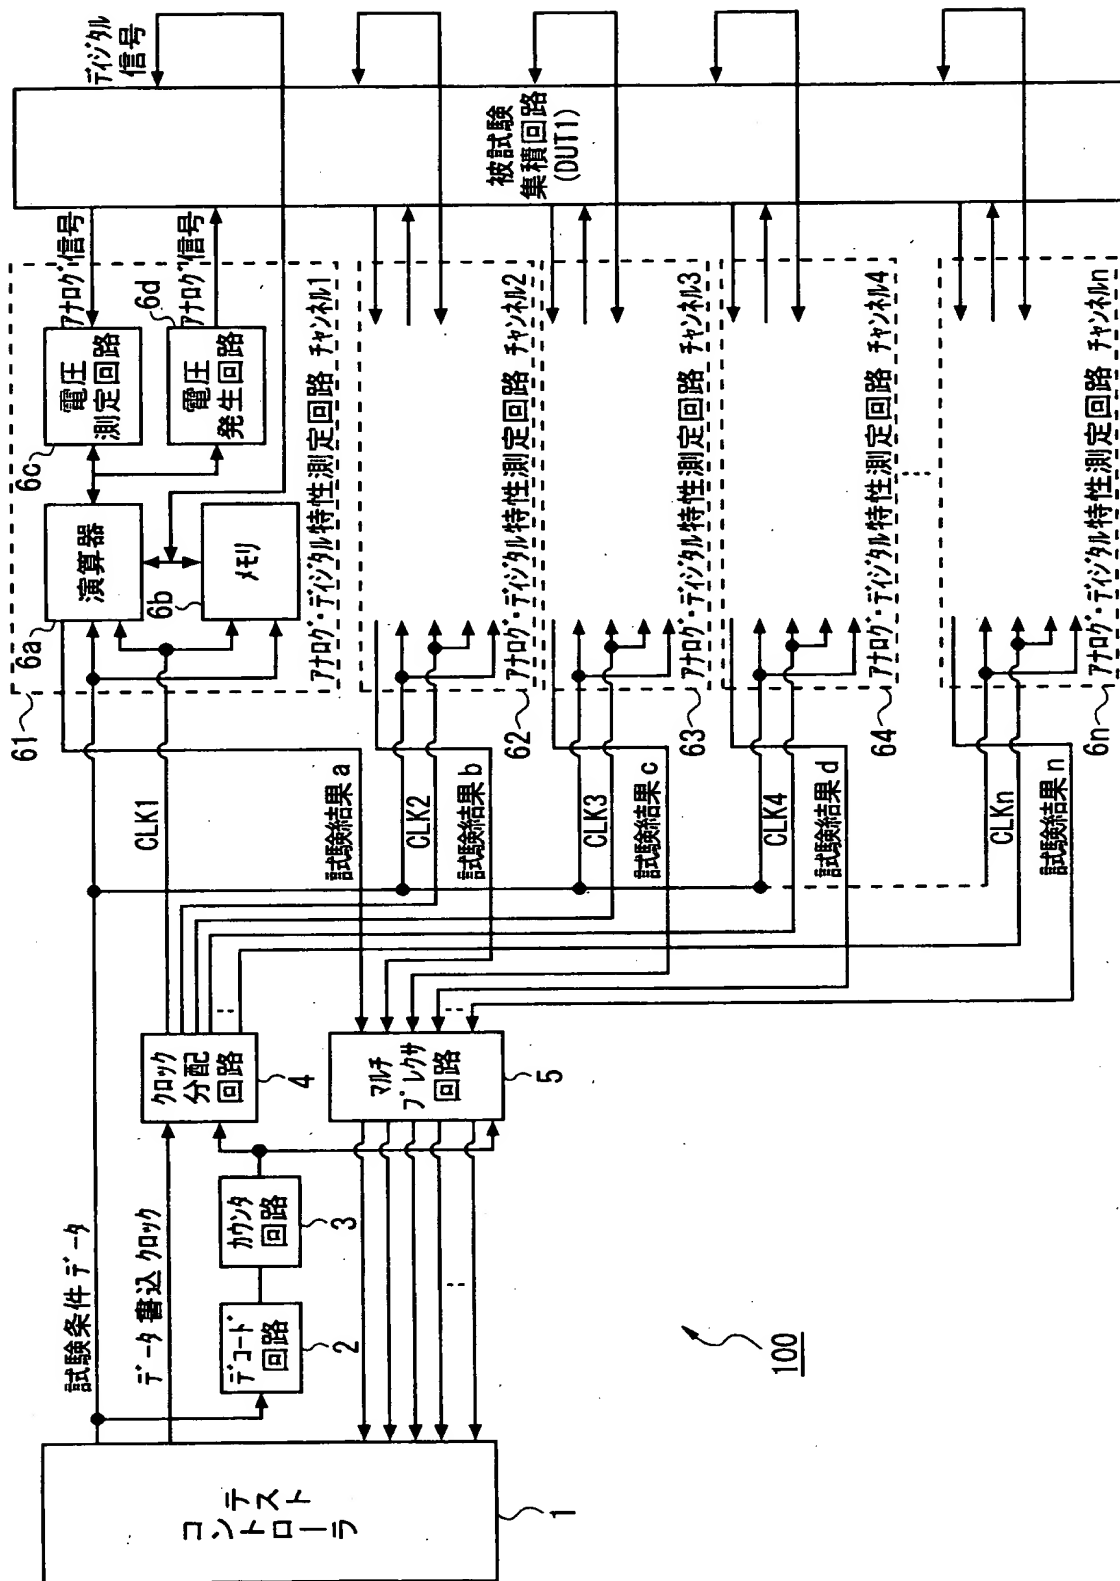 テスト
コントローラ
1
試験条件データ
データ書込クロック
デコード
回路
2
カウンタ
回路
3
クロック
分配
回路
4
マルチ
プレクサ
回路
5
100
CLK1
試験結果a
CLK2
試験結果b
CLK3
試験結果c
CLK4
試験結果d
CLKn
試験結果n
61
6a
演算器
6b
メモリ
6c
電圧
測定回路
6d
電圧
発生回路
アナログ信号
アナログ信号
ディジタル
信号
アナログ・ディジタル特性測定回路 チャンネル1
62
アナログ・ディジタル特性測定回路 チャンネル2
63
アナログ・ディジタル特性測定回路 チャンネル3
64
アナログ・ディジタル特性測定回路 チャンネル4
6n
アナログ・ディジタル特性測定回路 チャンネルn
被試験
集積回路
(DUT1)